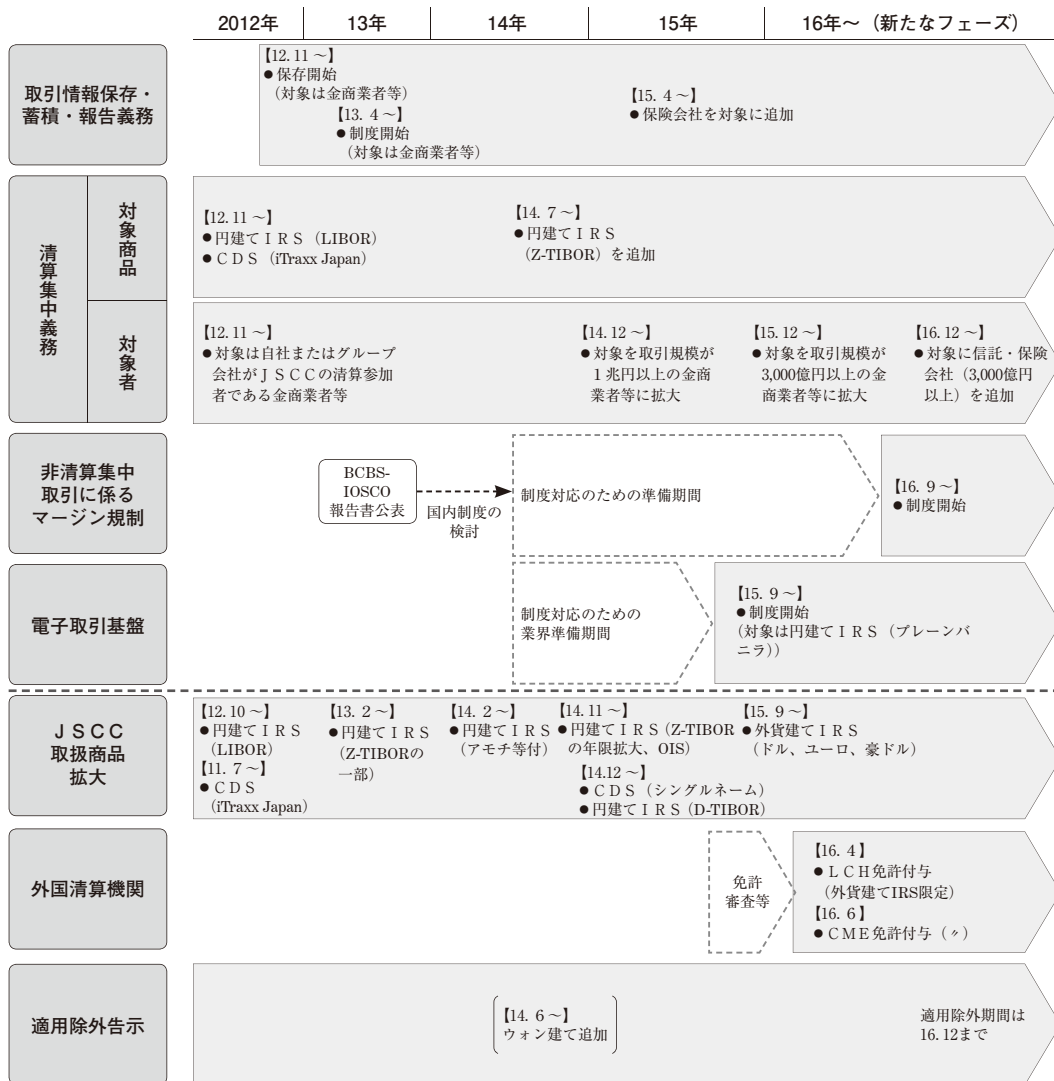 2012年
13年
14年
15年
16年～（新たなフェーズ）
取引情報保存・
蓄積・報告義務
【12. 11 ～】
●保存開始
（対象は金商業者等）
【13. 4 ～】
●制度開始
（対象は金商業者等）
【15. 4 ～】
●保険会社を対象に追加
清算集中義務
対象商品
【12. 11 ～】
●円建てＩＲＳ（LIBOR）
●ＣＤＳ（iTraxx Japan）
【14. 7 ～】
●円建てＩＲＳ
（Z-TIBOR）を追加
対象者
【12. 11 ～】
●対象は自社またはグループ
会社がＪＳＣＣの清算参加
者である金商業者等
【14. 12 ～】
●対象を取引規模が
１兆円以上の金商
業者等に拡大
【15. 12 ～】
●対象を取引規模が
3,000億円以上の金
商業者等に拡大
【16. 12 ～】
●対象に信託・保険
会社（3,000億円
以上）を追加
非清算集中
取引に係る
マージン規制
BCBS-
IOSCO
報告書公表
国内制度の
検討
制度対応のための準備期間
【16. 9 ～】
●制度開始
電子取引基盤
制度対応のための
業界準備期間
【15. 9 ～】
●制度開始
（対象は円建てＩＲＳ（プレーンバ
ニラ））
ＪＳＣＣ
取扱商品
拡大
【12. 10 ～】
●円建てＩＲＳ
（LIBOR）
【11. 7 ～】
●ＣＤＳ
（iTraxx Japan）
【13. 2 ～】
●円建てＩＲＳ
（Z-TIBORの
一部）
【14. 2 ～】
●円建てＩＲＳ
（アモチ等付）
【14. 11 ～】
●円建てＩＲＳ（Z-TIBOR
の年限拡大、OIS）
【14.12 ～】
●ＣＤＳ（シングルネーム）
●円建てＩＲＳ（D-TIBOR）
【15. 9 ～】
●外貨建てＩＲＳ
（ドル、ユーロ、豪ドル）
外国清算機関
免許
審査等
【16. 4 】
●ＬＣＨ免許付与
（外貨建てIRS限定）
【16. 6 】
●ＣＭＥ免許付与（〃）
適用除外告示
【14. 6 ～】
ウォン建て追加
適用除外期間は
16. 12まで